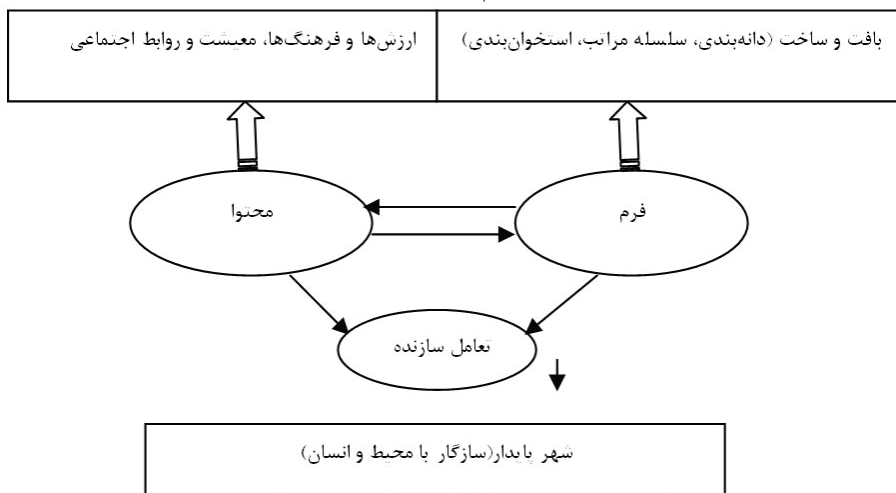 بافت و ساخت (دانه‌بندی، سلسله مراتب، استخوان‌بندی)
ارزش‌ها و فرهنگ‌ها، معیشت و روابط اجتماعی
فرم
محتوا
تعامل سازنده
شهر پایدار(سازگار با محیط و انسان)